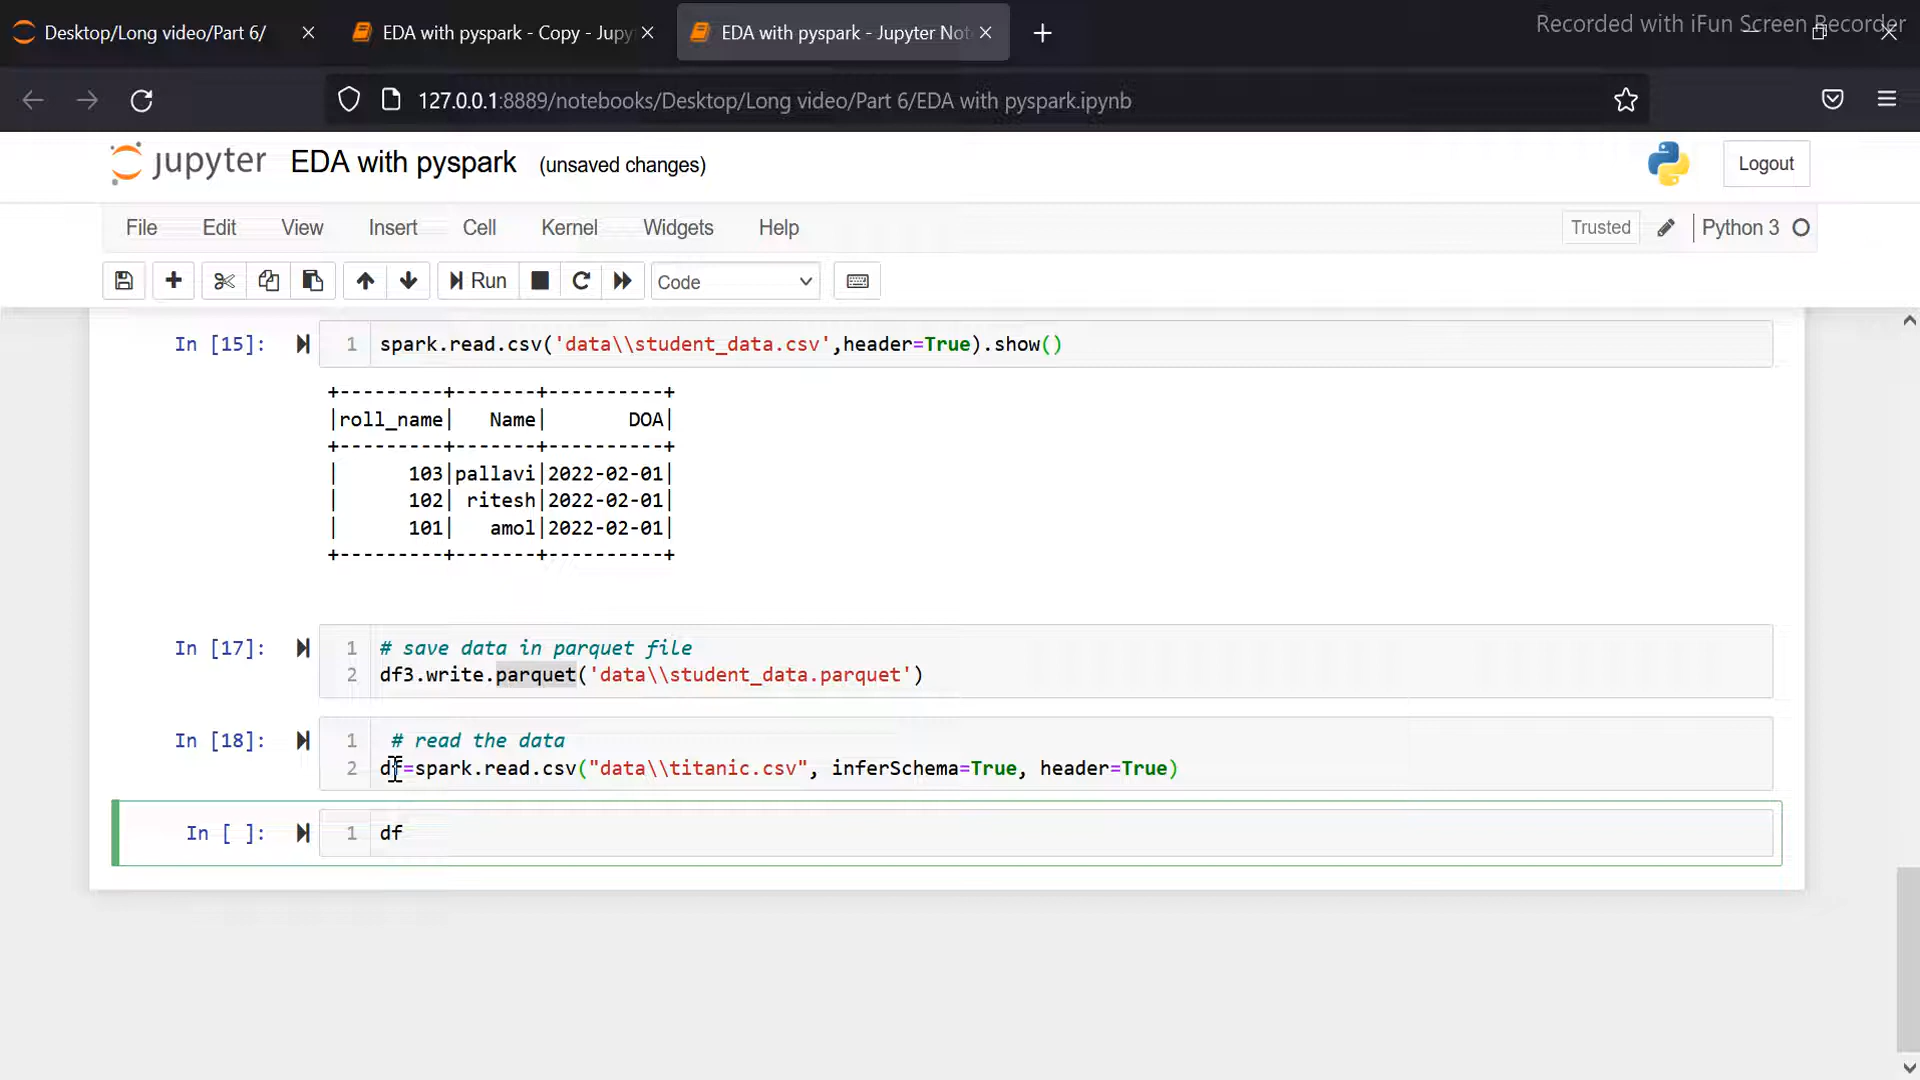 Recorded with iFun Screen Recorder
Desktop/Long video/Part 6/
EDA with pyspark - Copy - Jupy
EDA with pyspark - Jupyter Not
127.0.0.1:8889/notebooks/Desktop/Long video/Part 6/EDA with pyspark.ipynb
jupyter EDA with pyspark (unsaved changes)
Logout
File Edit View Insert Cell Kernel Widgets Help
Trusted Python 3
Run Code
In [15]: 1 spark.read.csv('data\\student_data.csv',header=True).show()
+---------+-------+----------+
|roll_name|   Name|       DOA|
+---------+-------+----------+
|      103|pallavi|2022-02-01|
|      102| ritesh|2022-02-01|
|      101|   amol|2022-02-01|
+---------+-------+----------+
In [17]: 1 # save data in parquet file
2 df3.write.parquet('data\\student_data.parquet')
In [18]: 1 # read the data
2 df=spark.read.csv("data\\titanic.csv", inferSchema=True, header=True)
In [ ]: 1 df